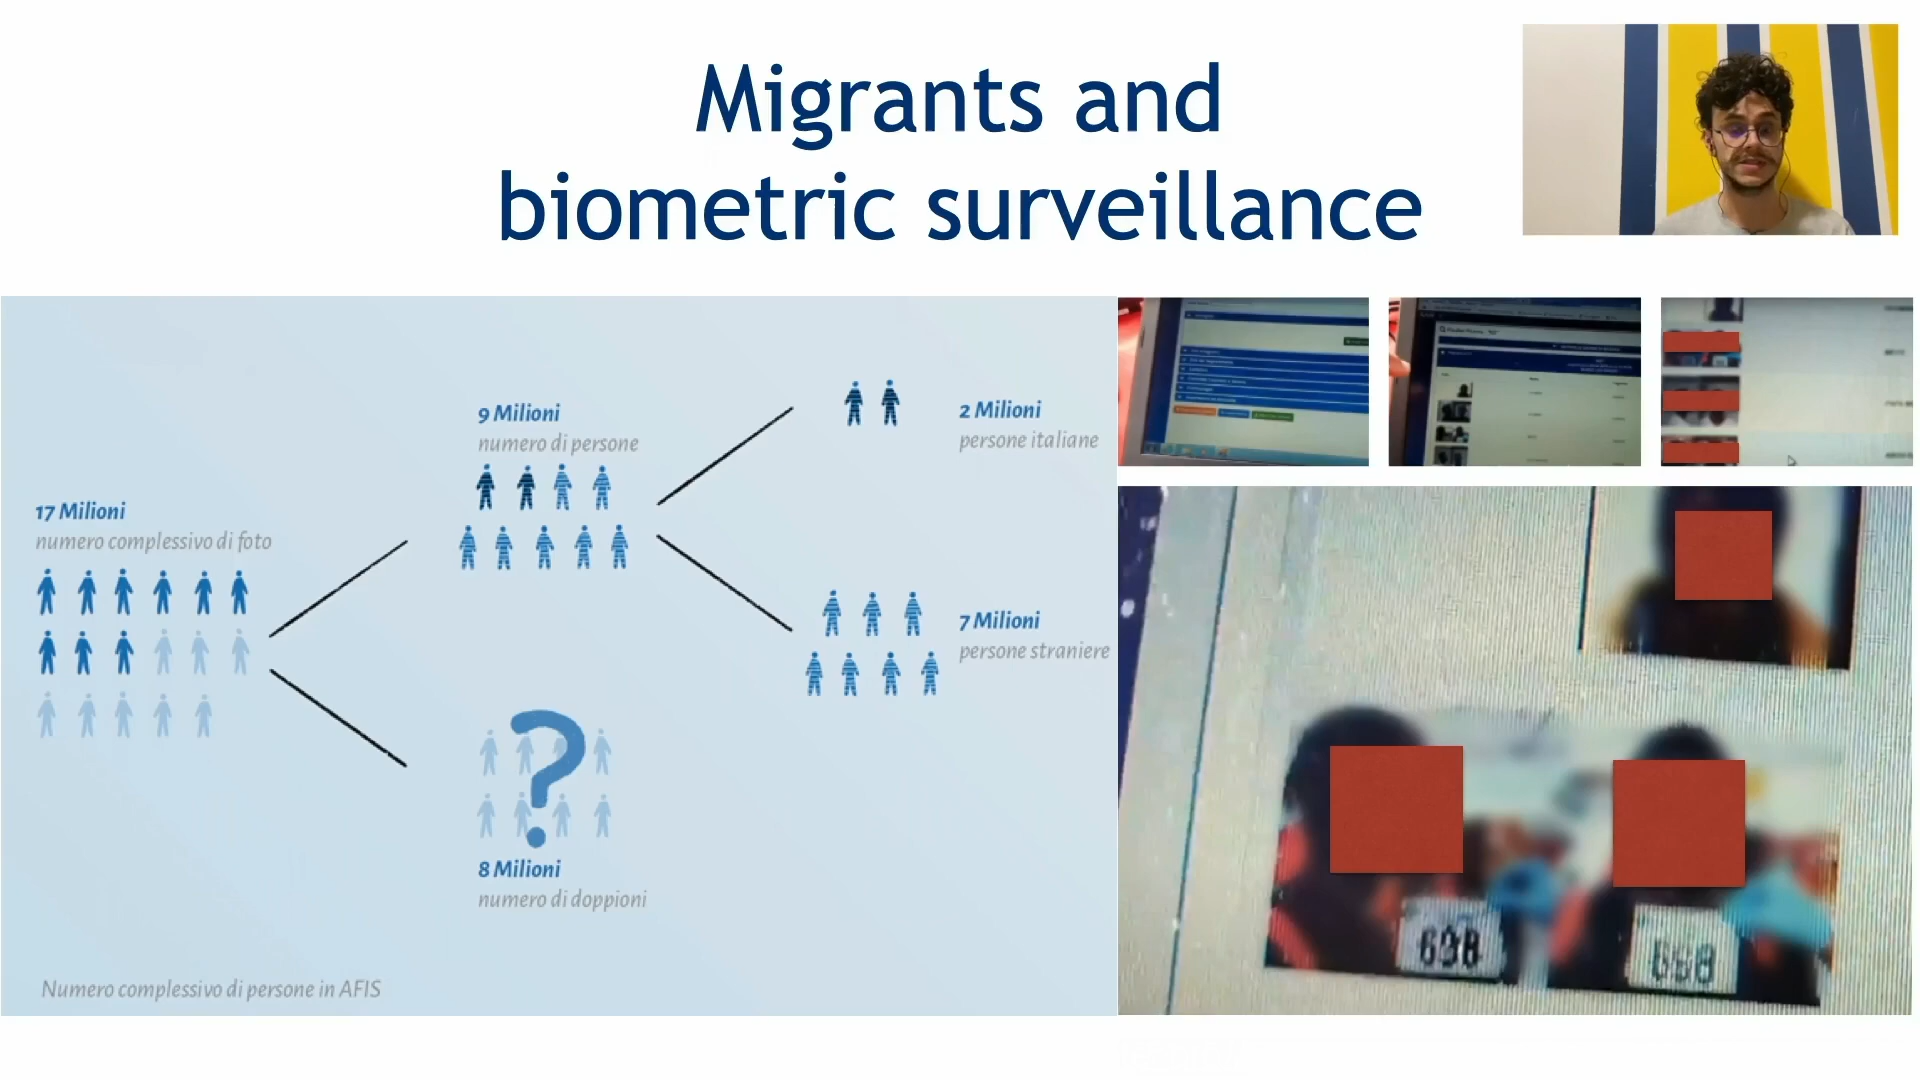 Migrants and
biometric surveillance
17 Milioni
numero complessivo di foto
9 Milioni
numero di persone
2 Milioni
persone italiane
7 Milioni
persone straniere
8 Milioni
numero di doppioni
Numero complessivo di persone in AFIS
698